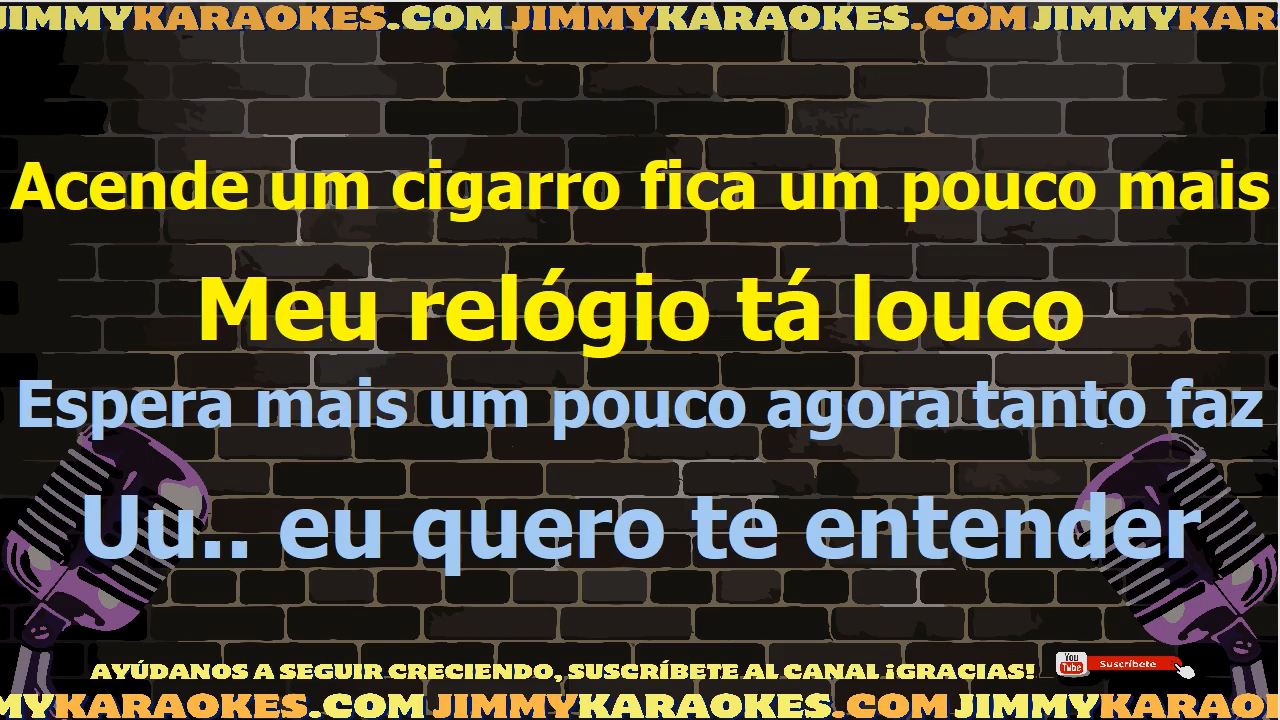 JIMMYKARAOKES.COM JIMMYKARAOKES.COM JIMMYKAR
Acende um cigarro fica um pouco mais
Meu relógio tá louco
Espera mais um pouco agora tanto faz
Uu.. eu quero te entender
AYÚDANOS A SEGUIR CRECIENDO, SUSCRÍBETE AL CANAL ¡GRACIAS!
You
Tube
Suscríbete
MYKARAOKES.COM JIMMYKARAOKES.COM JIMMYKARAO